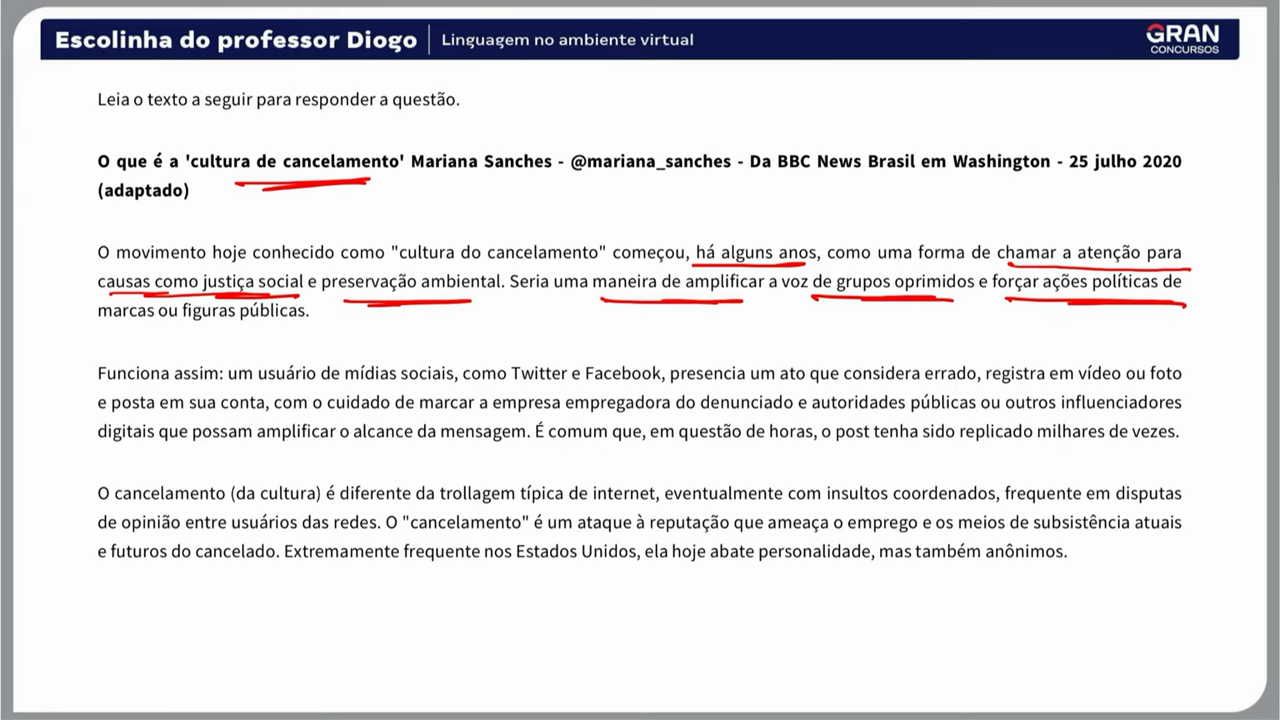 Escolinha do professor Diogo Linguagem no ambiente virtual GRAN CONCURSOS
Leia o texto a seguir para responder a questão.
O que é a 'cultura de cancelamento' Mariana Sanches - @mariana_sanches - Da BBC News Brasil em Washington - 25 julho 2020
(adaptado)
O movimento hoje conhecido como "cultura do cancelamento" começou, há alguns anos, como uma forma de chamar a atenção para
causas como justiça social e preservação ambiental. Seria uma maneira de amplificar a voz de grupos oprimidos e forçar ações políticas de
marcas ou figuras públicas.
Funciona assim: um usuário de mídias sociais, como Twitter e Facebook, presencia um ato que considera errado, registra em vídeo ou foto
e posta em sua conta, com o cuidado de marcar a empresa empregadora do denunciado e autoridades públicas ou outros influenciadores
digitais que possam amplificar o alcance da mensagem. É comum que, em questão de horas, o post tenha sido replicado milhares de vezes.
O cancelamento (da cultura) é diferente da trollagem típica de internet, eventualmente com insultos coordenados, frequente em disputas
de opinião entre usuários das redes. O "cancelamento" é um ataque à reputação que ameaça o emprego e os meios de subsistência atuais
e futuros do cancelado. Extremamente frequente nos Estados Unidos, ela hoje abate personalidade, mas também anônimos.